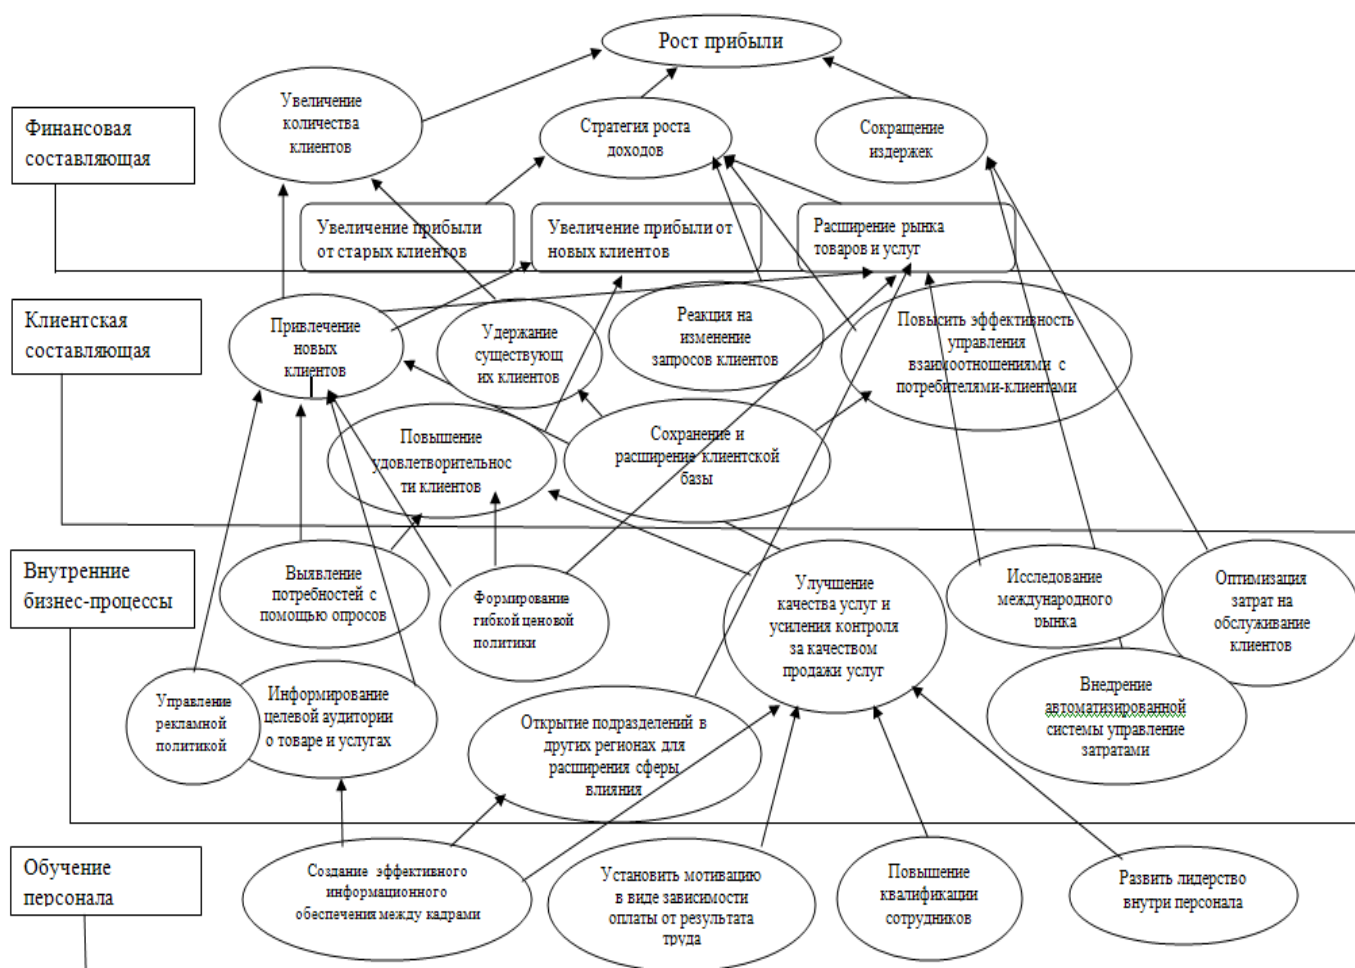 Рост прибыли
Увеличение
количества
клиентов
Стратегия роста
доходов
Сокращение
издержек
Финансовая
составляющая
Увеличение прибыли
от старых клиентов
Увеличение прибыли от
новых клиентов
Расширение рынка
товаров и услуг
Клиентская
составляющая
Привлечение
новых
клиентов
Удержание
существующ
их клиентов
Реакция на
изменение
запросов клиентов
Повысить эффективность
управления
взаимоотношениями с
потребителями-клиентами
Повышение
удовлетворительнос
ти клиентов
Сохранение и
расширение клиентской
базы
Внутренние
бизнес-процессы
Выявление
потребностей с
помощью опросов
Формирование
гибкой ценовой
политики
Улучшение
качества услуг и
усиления контроля
за качеством
продажи услуг
Исследование
международного
рынка
Оптимизация
затрат на
обслуживание
клиентов
Управление
рекламной
политикой
Информирование
целевой аудитории
о товаре и услугах
Открытие подразделений в
других регионах для
расширения сферы
влияния
Внедрение
автоматизированной
системы управление
затратами
Обучение
персонала
Создание эффективного
информационного
обеспечения между кадрами
Установить мотивацию
в виде зависимости
оплаты от результата
труда
Повышение
квалификации
сотрудников
Развить лидерство
внутри персонала